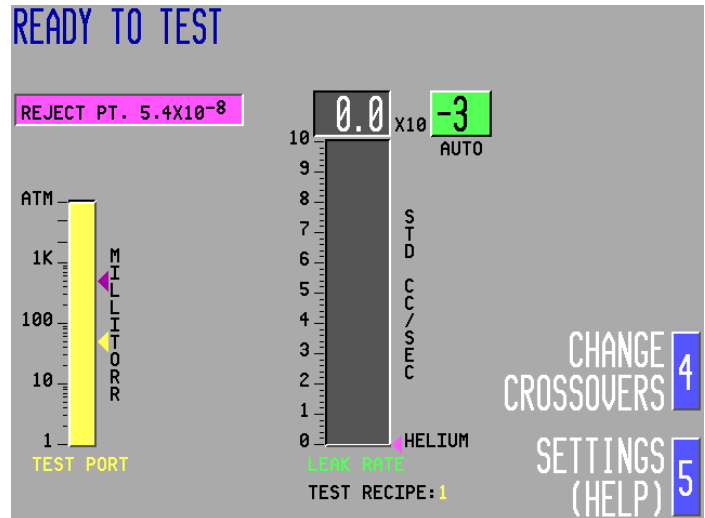 READY TO TEST
REJECT PT. 5.4X10-8
0.0 X10 -3
AUTO
ATM
1K
100
10
1
MILLITORR
TEST PORT
10
9
8
7
6
5
4
3
2
1
0
STD CC/SEC
HELIUM
LEAK RATE
TEST RECIPE:1
CHANGE
CROSSOVERS
4
SETTINGS
(HELP)
5